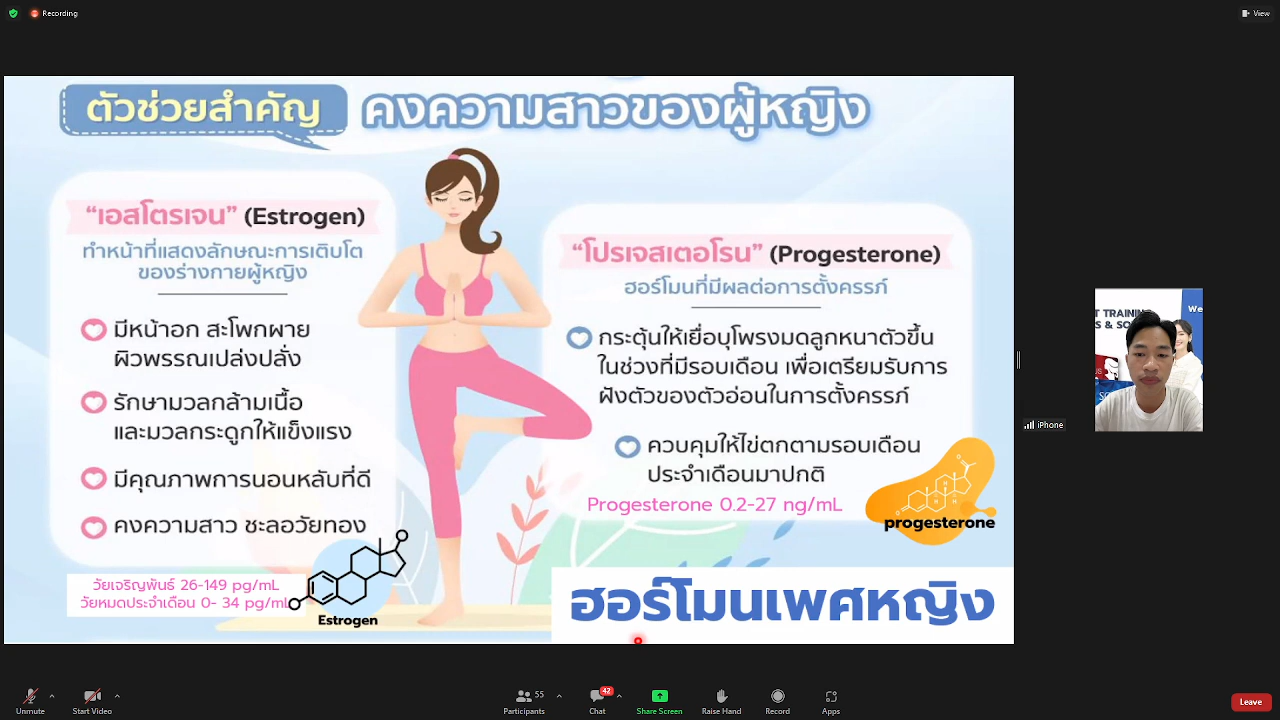 Recording
View
ตัวช่วยสำคัญ คงความสาวของผู้หญิง
“เอสโตรเจน” (Estrogen)
ทำหน้าที่แสดงลักษณะการเติบโต
ของร่างกายผู้หญิง
มีหน้าอก สะโพกผาย
ผิวพรรณเปล่งปลั่ง
รักษามวลกล้ามเนื้อ
และมวลกระดูกให้แข็งแรง
มีคุณภาพการนอนหลับที่ดี
คงความสาว ชะลอวัยทอง
วัยเจริญพันธ์ 26-149 pg/mL
วัยหมดประจำเดือน 0- 34 pg/mL
Estrogen
“โปรเจสเตอโรน” (Progesterone)
ฮอร์โมนที่มีผลต่อการตั้งครรภ์
กระตุ้นให้เยื่อบุโพรงมดลูกหนาตัวขึ้น
ในช่วงที่มีรอบเดือน เพื่อเตรียมรับการ
ฝังตัวของตัวอ่อนในการตั้งครรภ์
ควบคุมให้ไข่ตกตามรอบเดือน
ประจำเดือนมาปกติ
Progesterone 0.2-27 ng/mL
progesterone
ฮอร์โมนเพศหญิง
T TRAINING
We
iPhone
Unmute
Start Video
55
Participants
42
Chat
Share Screen
Raise Hand
Record
Apps
Leave